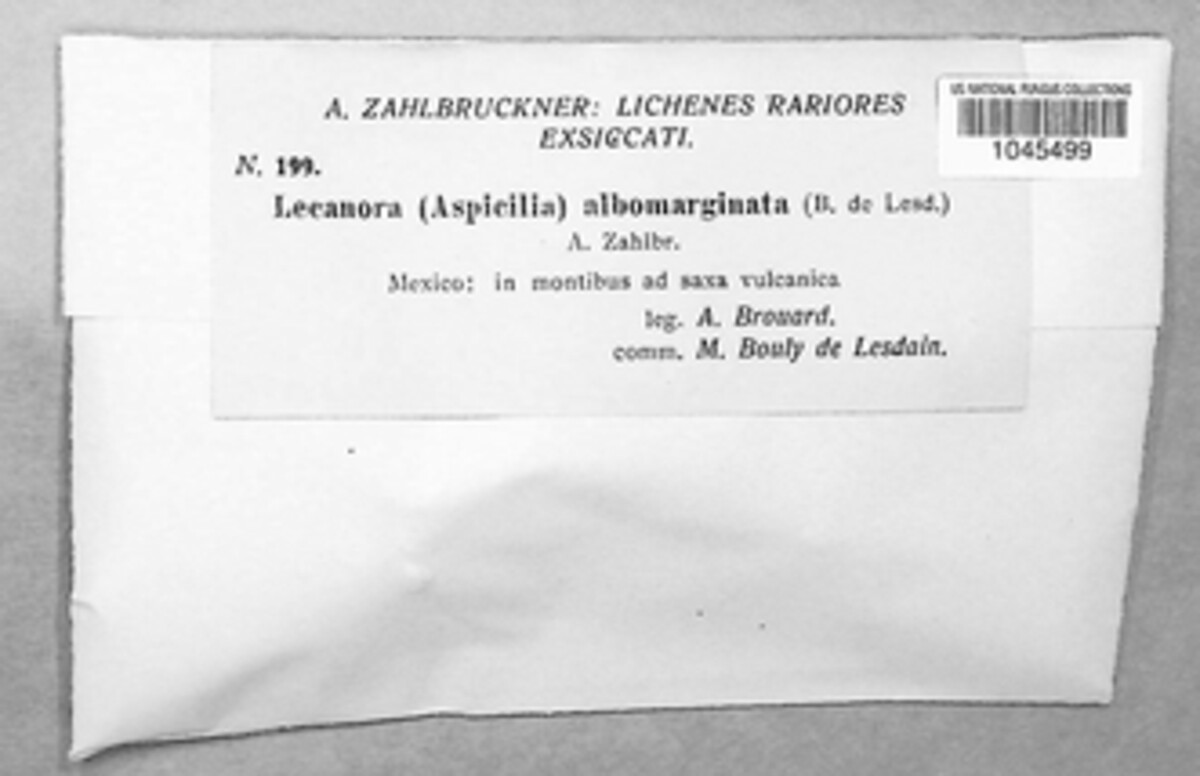 A. ZAHLBRUCKNER: LICHENES RARIORES
EXSICCATI.
US NATIONAL FUNGUS COLLECTIONS
1045499
N. 199.
Lecanora (Aspicilia) albomarginata (B. de Lesd.)
A. Zahlbr.
Mexico: in montibus ad saxa vulcanica
leg. A. Brouard.
comm. M. Bouly de Lesdain.